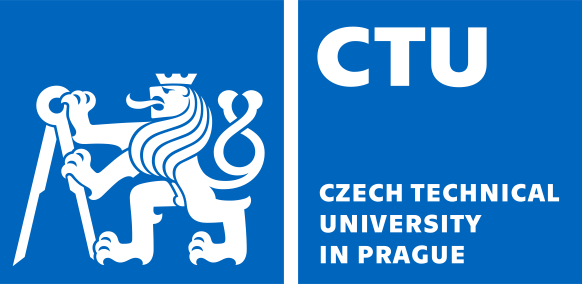 CTU
CZECH TECHNICAL
UNIVERSITY
IN PRAGUE